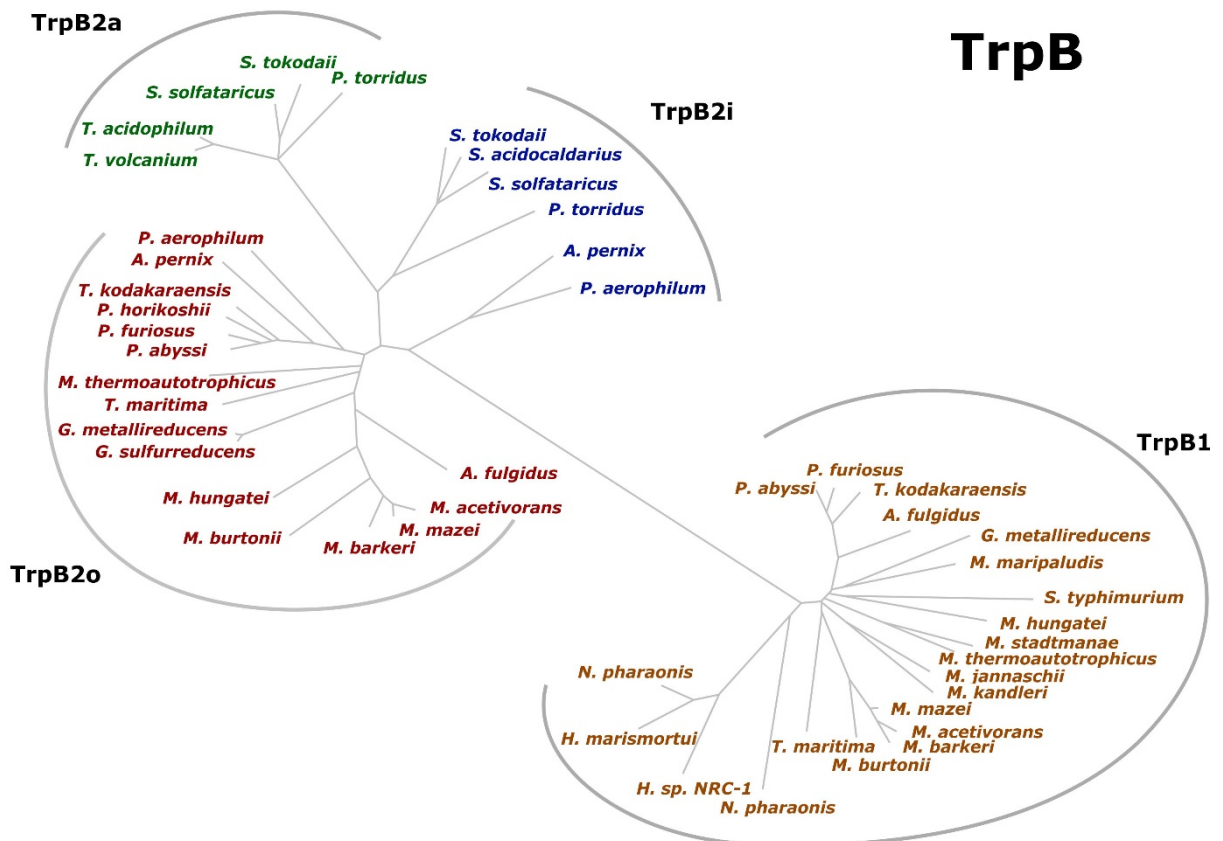 TrpB
TrpB2a
S. tokodaii
P. torridus
S. solfataricus
T. acidophilum
T. volcanium
TrpB2i
S. tokodaii
S. acidocaldarius
S. solfataricus
P. torridus
A. pernix
P. aerophilum
P. aerophilum
A. pernix
T. kodakaraensis
P. horikoshii
P. furiosus
P. abyssi
M. thermoautotrophicus
T. maritima
G. metallireducens
G. sulfurreducens
A. fulgidus
M. hungatei
M. acetivorans
M. mazei
M. burtonii
M. barkeri
TrpB2o
TrpB1
P. furiosus
P. abyssi
T. kodakaraensis
A. fulgidus
G. metallireducens
M. maripaludis
S. typhimurium
M. hungatei
M. stadtmanae
M. thermoautotrophicus
M. jannaschii
M. kandleri
M. mazei
M. acetivorans
M. barkeri
M. burtonii
T. maritima
N. pharaonis
H. marismortui
H. sp. NRC-1
N. pharaonis